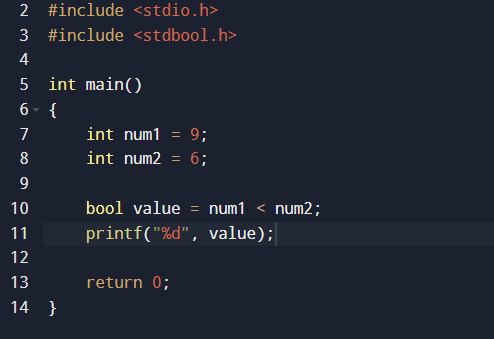 2 #include <stdio.h>
3 #include <stdbool.h>
4
5 int main()
6 {
7     int num1 = 9;
8     int num2 = 6;
9
10     bool value = num1 < num2;
11     printf("%d", value);
12
13     return 0;
14 }